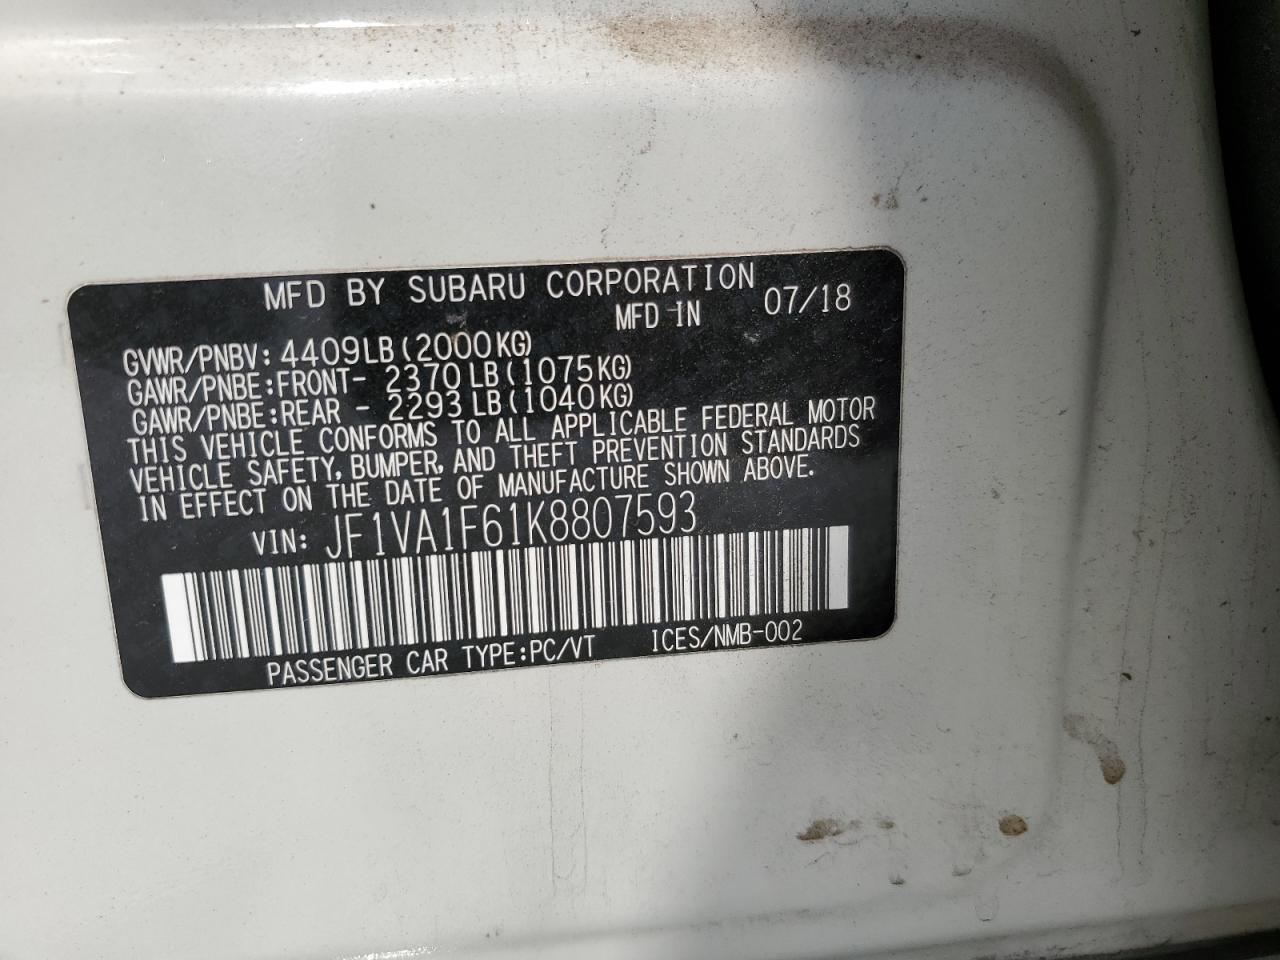 MFD BY SUBARU CORPORATION
MFD IN 07/18
GVWR/PNBV: 4409LB(2000KG)
GAWR/PNBE:FRONT- 2370LB(1075KG)
GAWR/PNBE:REAR - 2293LB(1040KG)
THIS VEHICLE CONFORMS TO ALL APPLICABLE FEDERAL MOTOR
VEHICLE SAFETY, BUMPER, AND THEFT PREVENTION STANDARDS
IN EFFECT ON THE DATE OF MANUFACTURE SHOWN ABOVE.
VIN: JF1VA1F61K8807593
PASSENGER CAR TYPE:PC/VT ICES/NMB-002